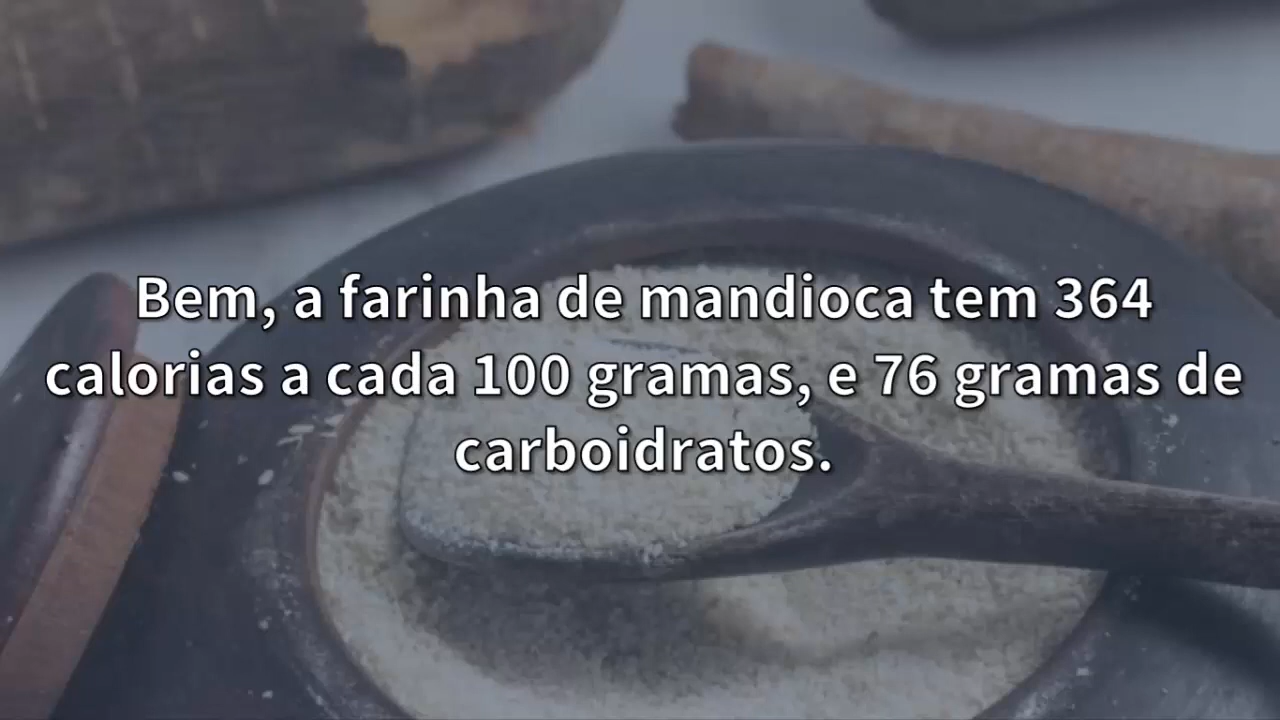 Bem, a farinha de mandioca tem 364
calorias a cada 100 gramas, e 76 gramas de
carboidratos.